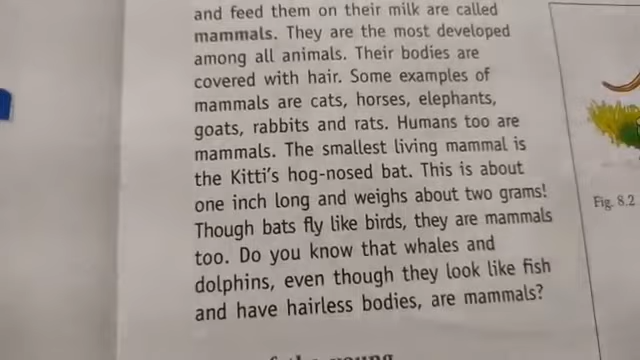 and feed them on their milk are called
mammals. They are the most developed
among all animals. Their bodies are
covered with hair. Some examples of
mammals are cats, horses, elephants,
goats, rabbits and rats. Humans too are
mammals. The smallest living mammal is
the Kitti's hog-nosed bat. This is about
one inch long and weighs about two grams!
Though bats fly like birds, they are mammals
too. Do you know that whales and
dolphins, even though they look like fish
and have hairless bodies, are mammals?
Fig. 8.2
young